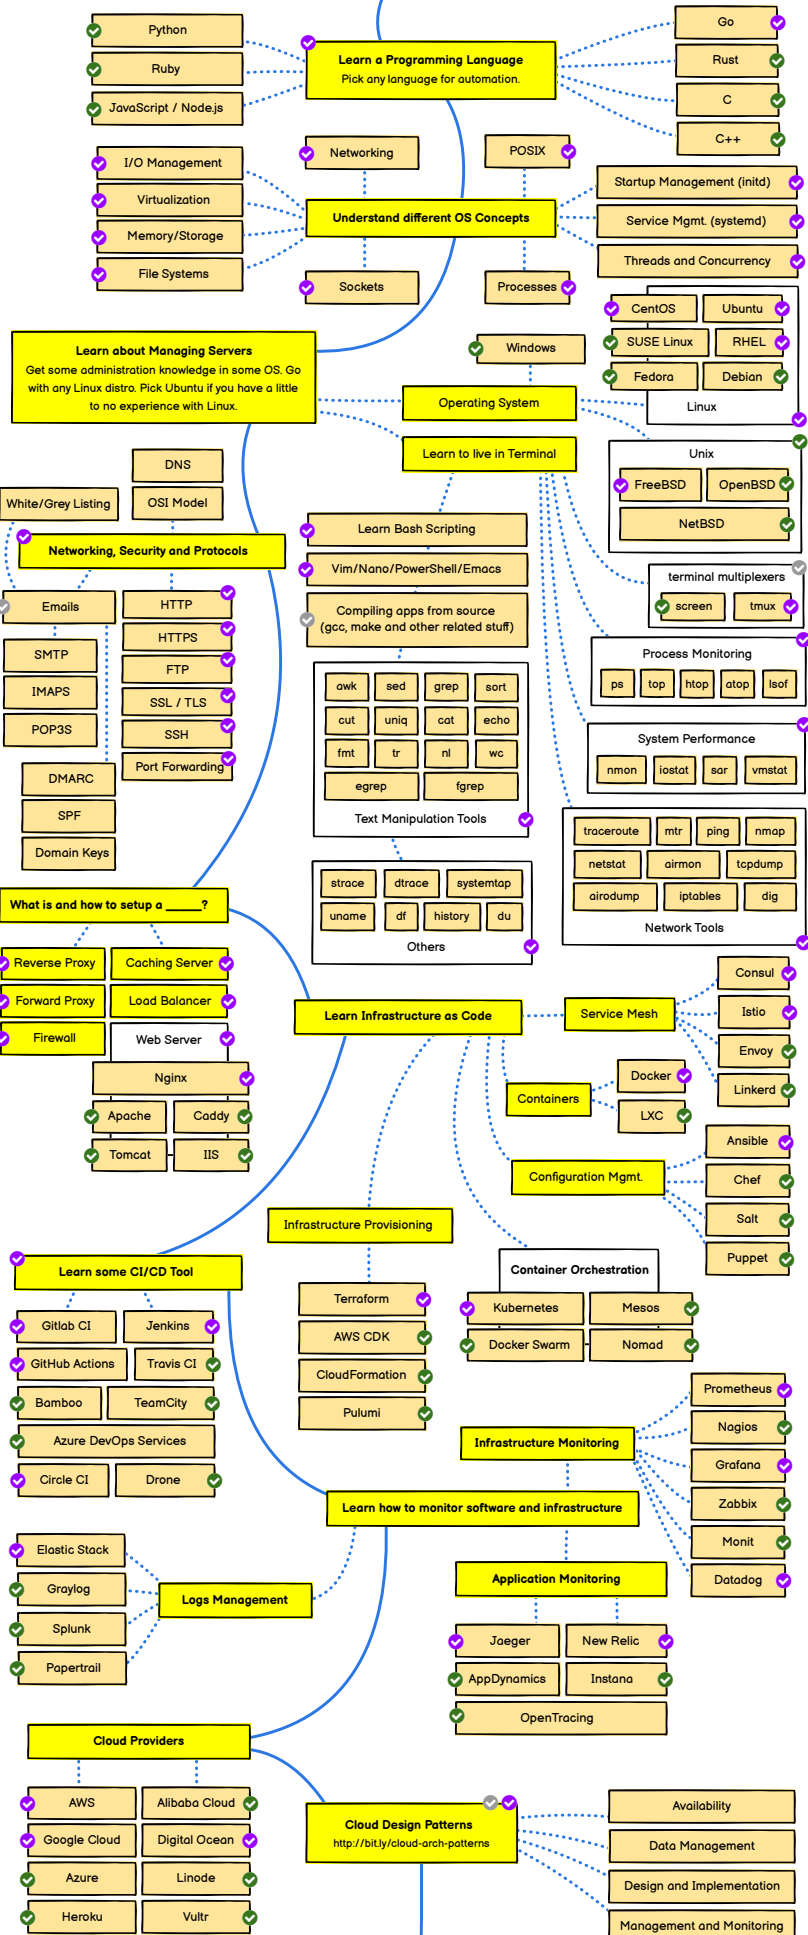 Python
Ruby
JavaScript / Node.js
Learn a Programming Language
Pick any language for automation.
Go
Rust
C
C++
I/O Management
Virtualization
Memory/Storage
File Systems
Networking
POSIX
Understand different OS Concepts
Sockets
Processes
Startup Management (initd)
Service Mgmt. (systemd)
Threads and Concurrency
Learn about Managing Servers
Get some administration knowledge in some OS. Go
with any Linux distro. Pick Ubuntu if you have a little
to no experience with Linux.
Windows
Operating System
Learn to live in Terminal
CentOS
Ubuntu
SUSE Linux
RHEL
Fedora
Debian
Linux
Unix
FreeBSD
OpenBSD
NetBSD
DNS
OSI Model
White/Grey Listing
Networking, Security and Protocols
Emails
SMTP
IMAPS
POP3S
DMARC
SPF
Domain Keys
HTTP
HTTPS
FTP
SSL / TLS
SSH
Port Forwarding
Learn Bash Scripting
Vim/Nano/PowerShell/Emacs
Compiling apps from source
(gcc, make and other related stuff)
awk
sed
grep
sort
cut
uniq
cat
echo
fmt
tr
nl
wc
egrep
fgrep
Text Manipulation Tools
strace
dtrace
systemtap
uname
df
history
du
Others
terminal multiplexers
screen
tmux
Process Monitoring
ps
top
htop
atop
lsof
System Performance
nmon
iostat
sar
vmstat
traceroute
mtr
ping
nmap
netstat
airmon
tcpdump
airodump
iptables
dig
Network Tools
What is and how to setup a ______?
Reverse Proxy
Caching Server
Forward Proxy
Load Balancer
Firewall
Web Server
Nginx
Apache
Caddy
Tomcat
IIS
Learn Infrastructure as Code
Service Mesh
Consul
Istio
Envoy
Linkerd
Containers
Docker
LXC
Configuration Mgmt.
Ansible
Chef
Salt
Puppet
Infrastructure Provisioning
Terraform
AWS CDK
CloudFormation
Pulumi
Container Orchestration
Kubernetes
Mesos
Docker Swarm
Nomad
Learn some CI/CD Tool
Gitlab CI
Jenkins
GitHub Actions
Travis CI
Bamboo
TeamCity
Azure DevOps Services
Circle CI
Drone
Infrastructure Monitoring
Prometheus
Nagios
Grafana
Zabbix
Monit
Datadog
Learn how to monitor software and infrastructure
Elastic Stack
Graylog
Splunk
Papertrail
Logs Management
Application Monitoring
Jaeger
New Relic
AppDynamics
Instana
OpenTracing
Cloud Providers
AWS
Alibaba Cloud
Google Cloud
Digital Ocean
Azure
Linode
Heroku
Vultr
Cloud Design Patterns
http://bit.ly/cloud-arch-patterns
Availability
Data Management
Design and Implementation
Management and Monitoring